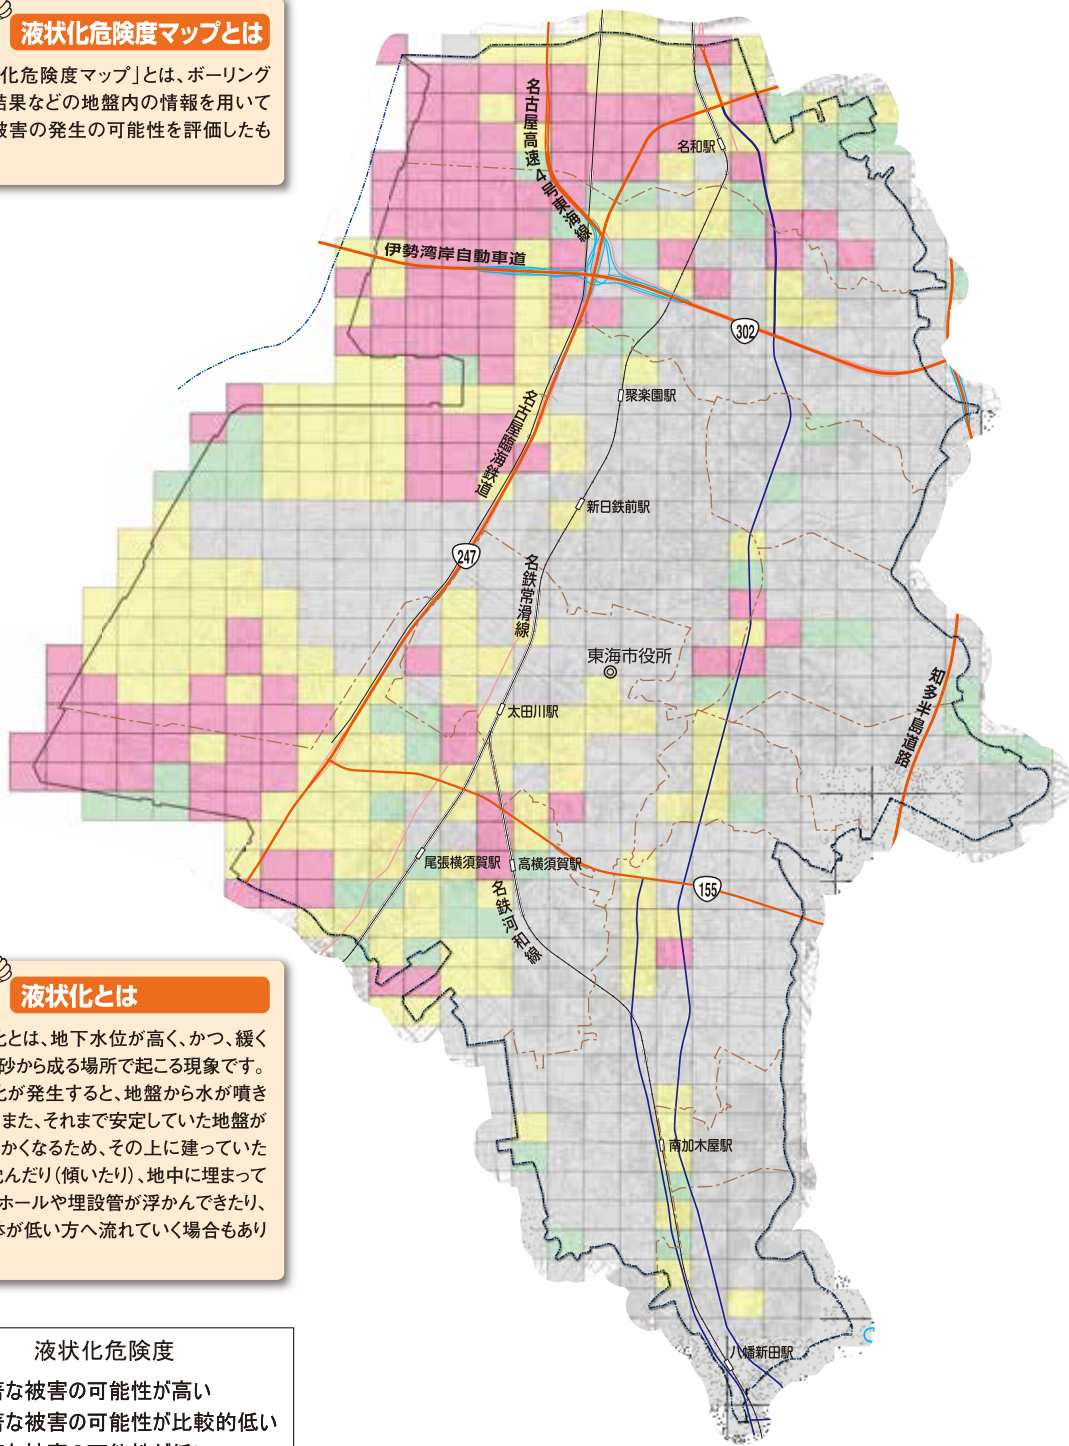 液状化危険度マップとは
化危険度マップ」とは、ボーリング
結果などの地盤内の情報を用いて
被害の発生の可能性を評価したも
名古屋高速4号東海線
名和駅
伊勢湾岸自動車道
302
聚楽園駅
名古屋臨海鉄道
新日鉄前駅
247
名鉄常滑線
東海市役所
太田川駅
知多半島道路
尾張横須賀駅
高横須賀駅
155
名鉄河和線
液状化とは
化とは、地下水位が高く、かつ、緩く
砂から成る場所で起こる現象です。
化が発生すると、地盤から水が噴き
また、それまで安定していた地盤が
かくなるため、その上に建っていた
沈んだり(傾いたり)、地中に埋まって
ホールや埋設管が浮かんできたり、
体が低い方へ流れていく場合もあり
南加木屋駅
八幡新田駅
液状化危険度
著な被害の可能性が高い
著な被害の可能性が比較的低い